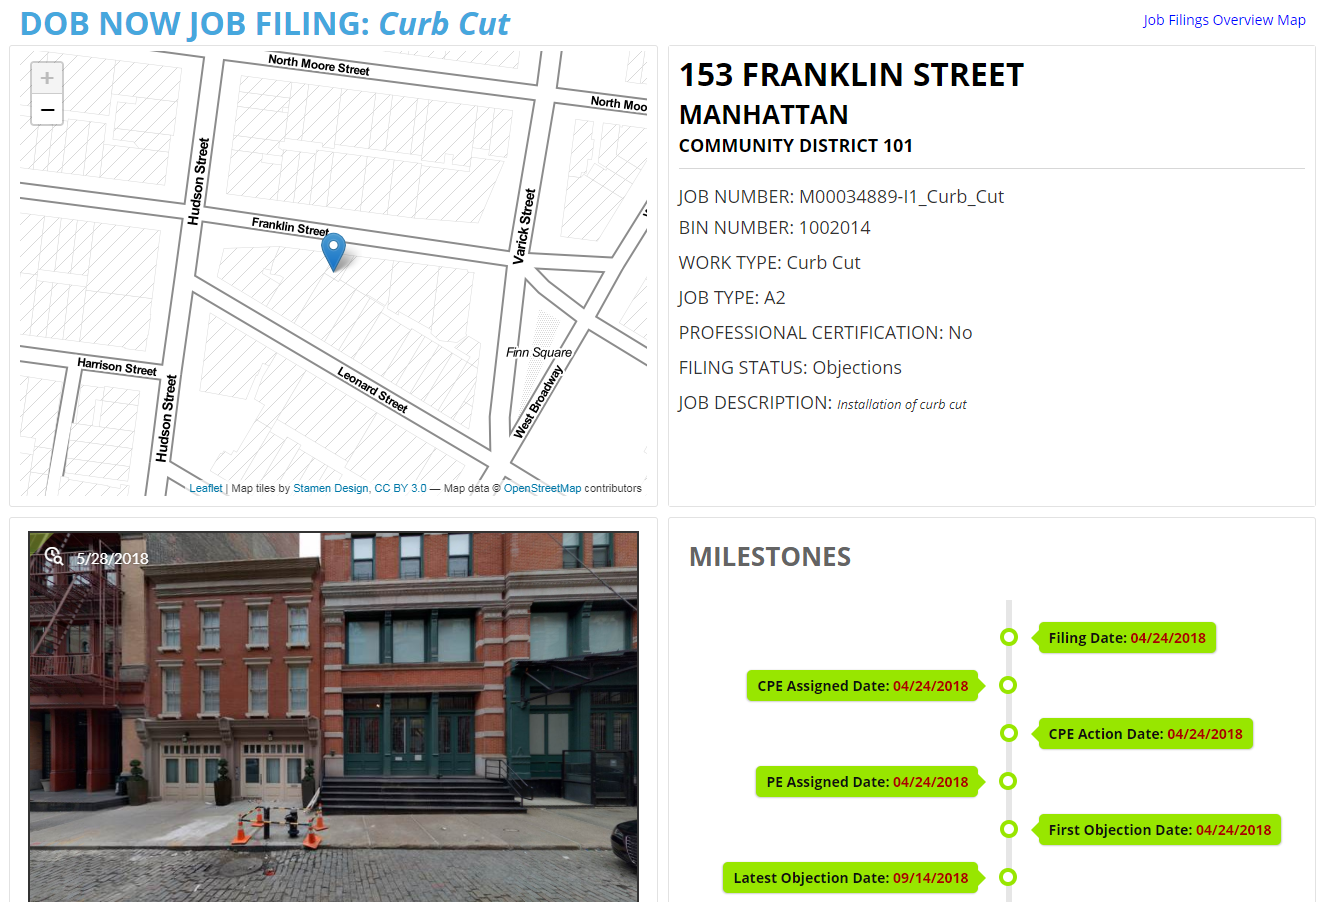 DOB NOW JOB FILING: Curb Cut
Job Filings Overview Map
+
−
North Moore Street
North Moo
Hudson Street
Varick Street
Franklin Street
Finn Square
Harrison Street
Leonard Street
West Broadway
Hudson Street
Leaflet | Map tiles by Stamen Design, CC BY 3.0 — Map data © OpenStreetMap contributors
153 FRANKLIN STREET
MANHATTAN
COMMUNITY DISTRICT 101
JOB NUMBER: M00034889-I1_Curb_Cut
BIN NUMBER: 1002014
WORK TYPE: Curb Cut
JOB TYPE: A2
PROFESSIONAL CERTIFICATION: No
FILING STATUS: Objections
JOB DESCRIPTION: Installation of curb cut
5/28/2018
MILESTONES
Filing Date: 04/24/2018
CPE Assigned Date: 04/24/2018
CPE Action Date: 04/24/2018
PE Assigned Date: 04/24/2018
First Objection Date: 04/24/2018
Latest Objection Date: 09/14/2018